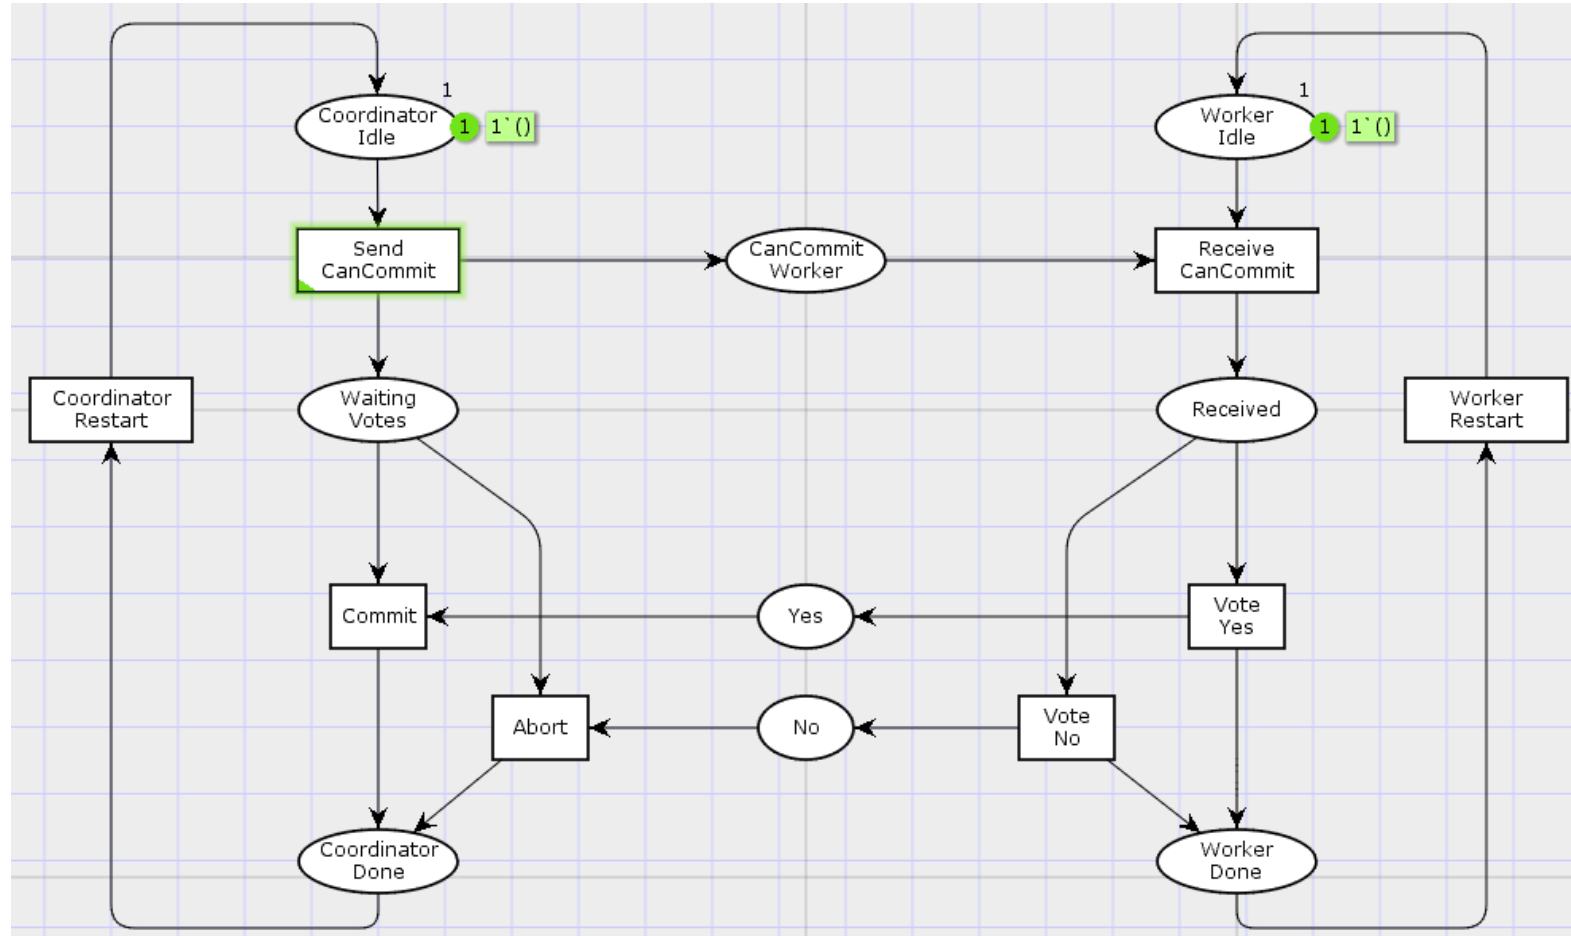 1
1
Coordinator
Idle
1
1`()
Worker
Idle
1
1`()
Send
CanCommit
CanCommit
Worker
Receive
CanCommit
Coordinator
Restart
Waiting
Votes
Received
Worker
Restart
Commit
Yes
Vote
Yes
Abort
No
Vote
No
Coordinator
Done
Worker
Done